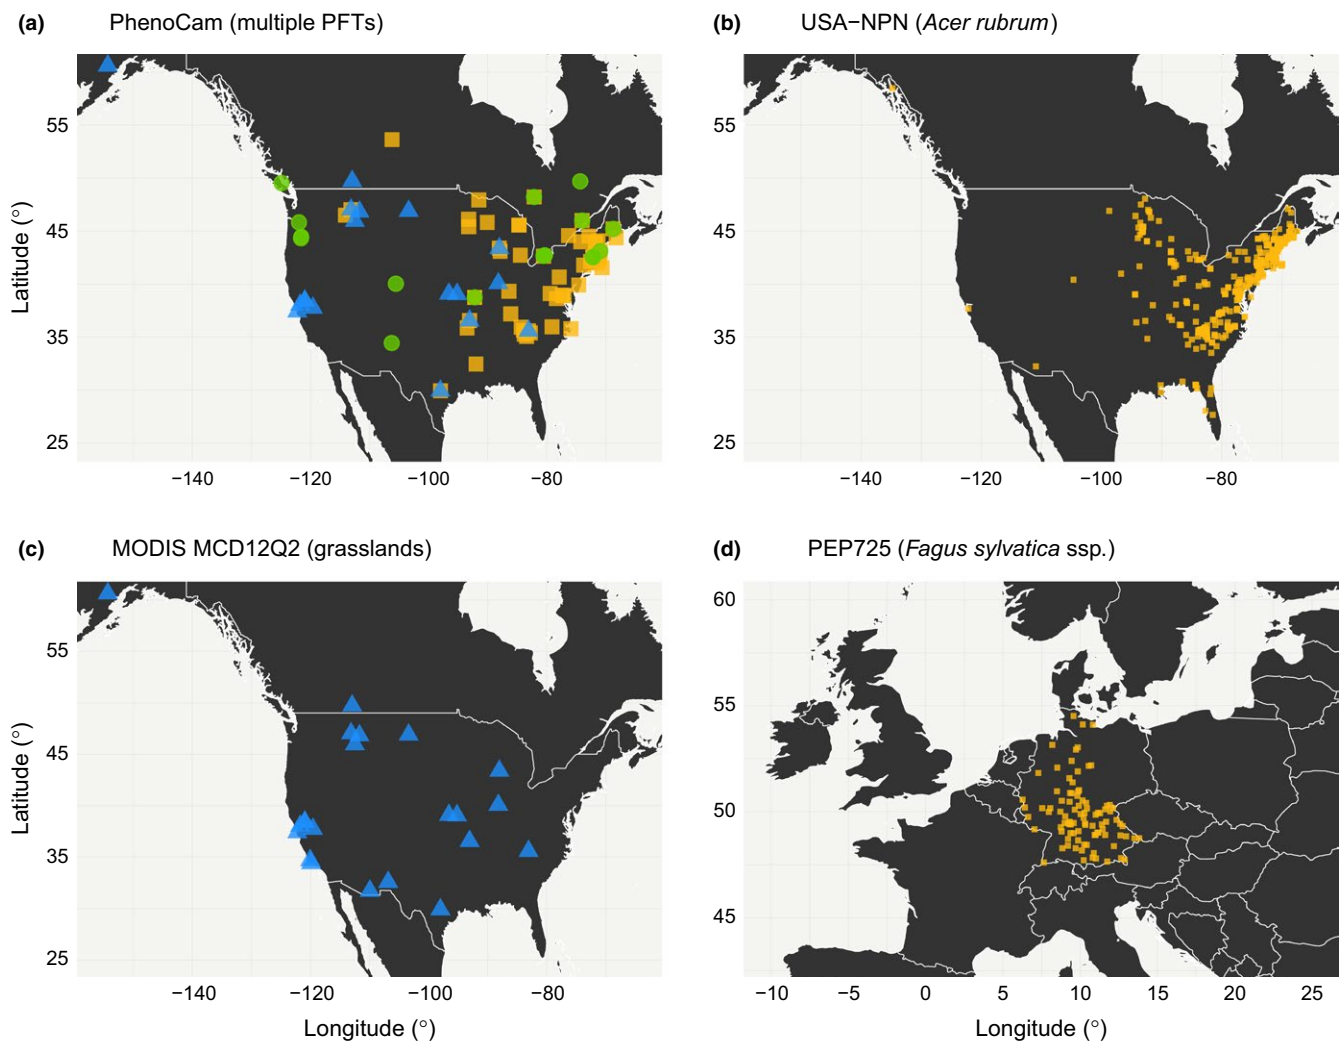 (a) PhenoCam (multiple PFTs)
55
45
35
25
Latitude (°)
−140 −120 −100 −80
(b) USA−NPN (Acer rubrum)
55
45
35
25
−140 −120 −100 −80
(c) MODIS MCD12Q2 (grasslands)
55
45
35
25
Latitude (°)
−140 −120 −100 −80
Longitude (°)
(d) PEP725 (Fagus sylvatica ssp.)
60
55
50
45
−10 −5 0 5 10 15 20 25
Longitude (°)